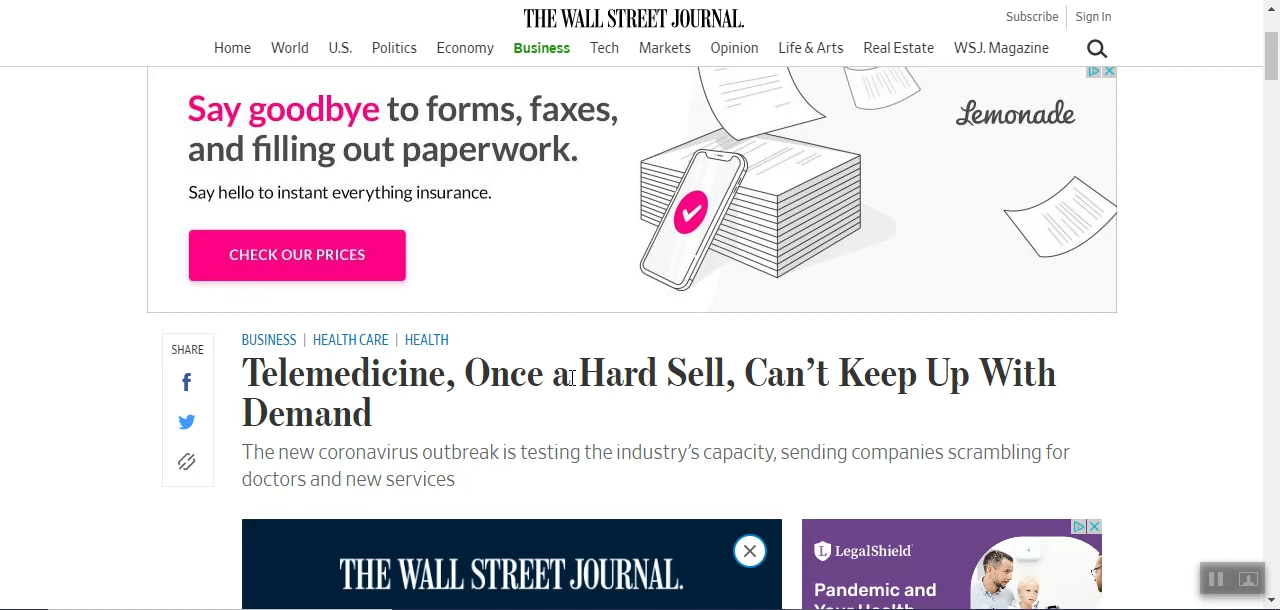 THE WALL STREET JOURNAL.
Subscribe Sign In
Home World U.S. Politics Economy Business Tech Markets Opinion Life & Arts Real Estate WSJ. Magazine
Say goodbye to forms, faxes,
and filling out paperwork.
Say hello to instant everything insurance.
CHECK OUR PRICES
Lemonade
SHARE
BUSINESS | HEALTH CARE | HEALTH
Telemedicine, Once a Hard Sell, Can’t Keep Up With
Demand
The new coronavirus outbreak is testing the industry’s capacity, sending companies scrambling for
doctors and new services
THE WALL STREET JOURNAL.
LegalShield
Pandemic and
Your Health